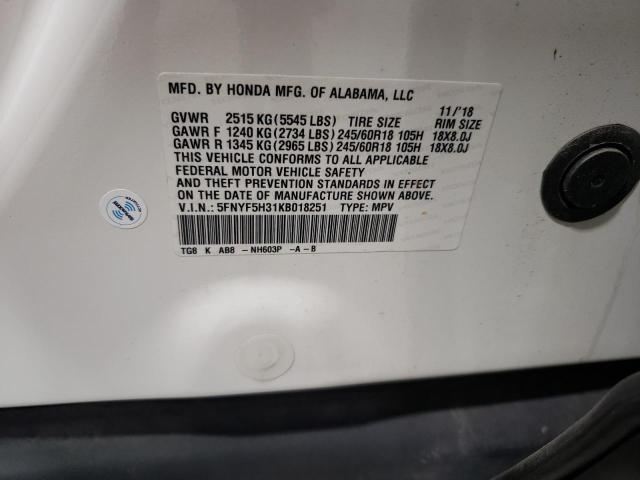 MFD. BY HONDA MFG. OF ALABAMA, LLC
11/'18
GVWR 2515 KG (5545 LBS) TIRE SIZE RIM SIZE
GAWR F 1240 KG (2734 LBS) 245/60R18 105H 18X8.0J
GAWR R 1345 KG (2965 LBS) 245/60R18 105H 18X8.0J
THIS VEHICLE CONFORMS TO ALL APPLICABLE
FEDERAL MOTOR VEHICLE SAFETY
AND THEFT PREVENTION STANDARDS IN EFFECT
ON THE DATE OF MANUFACTURE SHOWN ABOVE.
V.I.N.: 5FNYF5H31KB018251 TYPE: MPV
TG8 K AB8 - NH603P -A - B